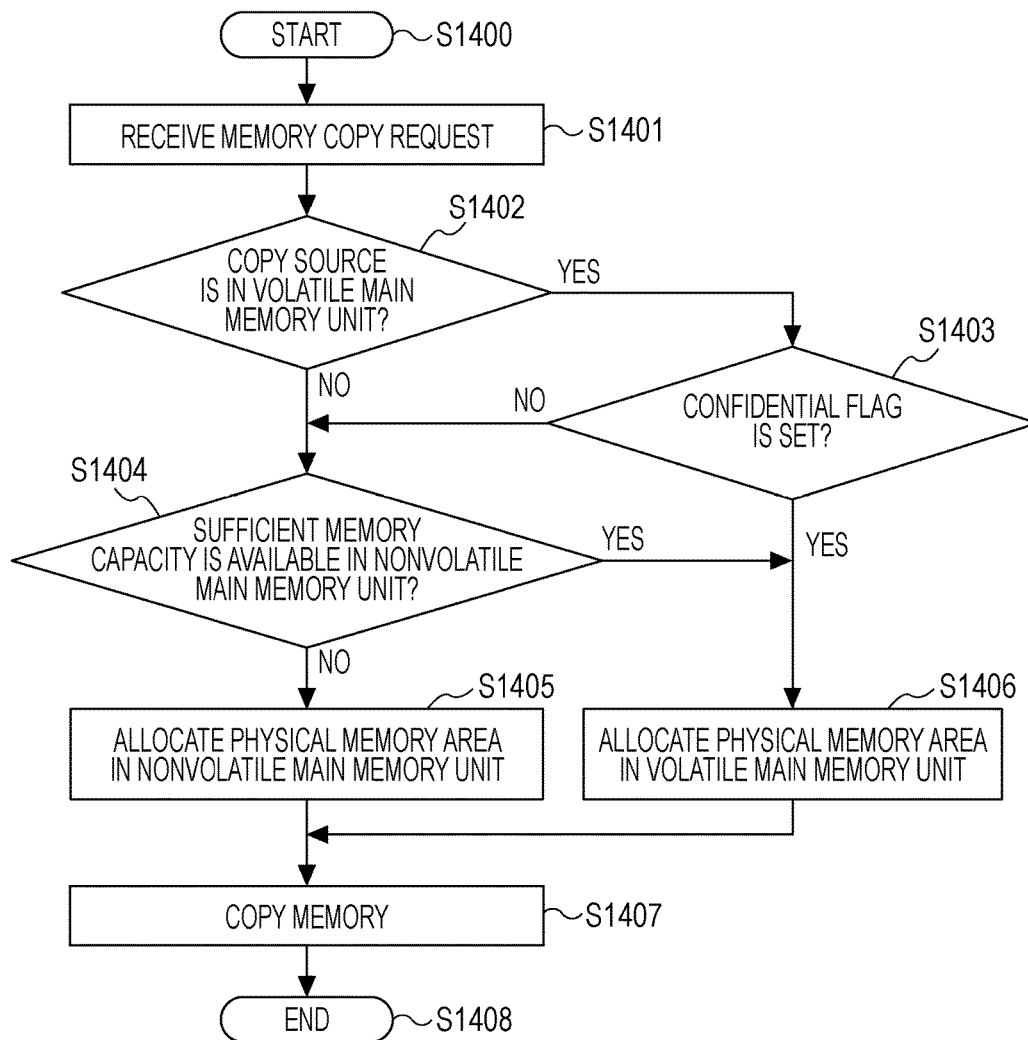 START
S1400
RECEIVE MEMORY COPY REQUEST
S1401
S1402
COPY SOURCE
IS IN VOLATILE MAIN
MEMORY UNIT?
YES
S1403
NO
NO
CONFIDENTIAL FLAG
IS SET?
S1404
SUFFICIENT MEMORY
CAPACITY IS AVAILABLE IN NONVOLATILE
MAIN MEMORY UNIT?
YES
YES
NO
S1405
S1406
ALLOCATE PHYSICAL MEMORY AREA
IN NONVOLATILE MAIN MEMORY UNIT
ALLOCATE PHYSICAL MEMORY AREA
IN VOLATILE MAIN MEMORY UNIT
COPY MEMORY
S1407
END
S1408